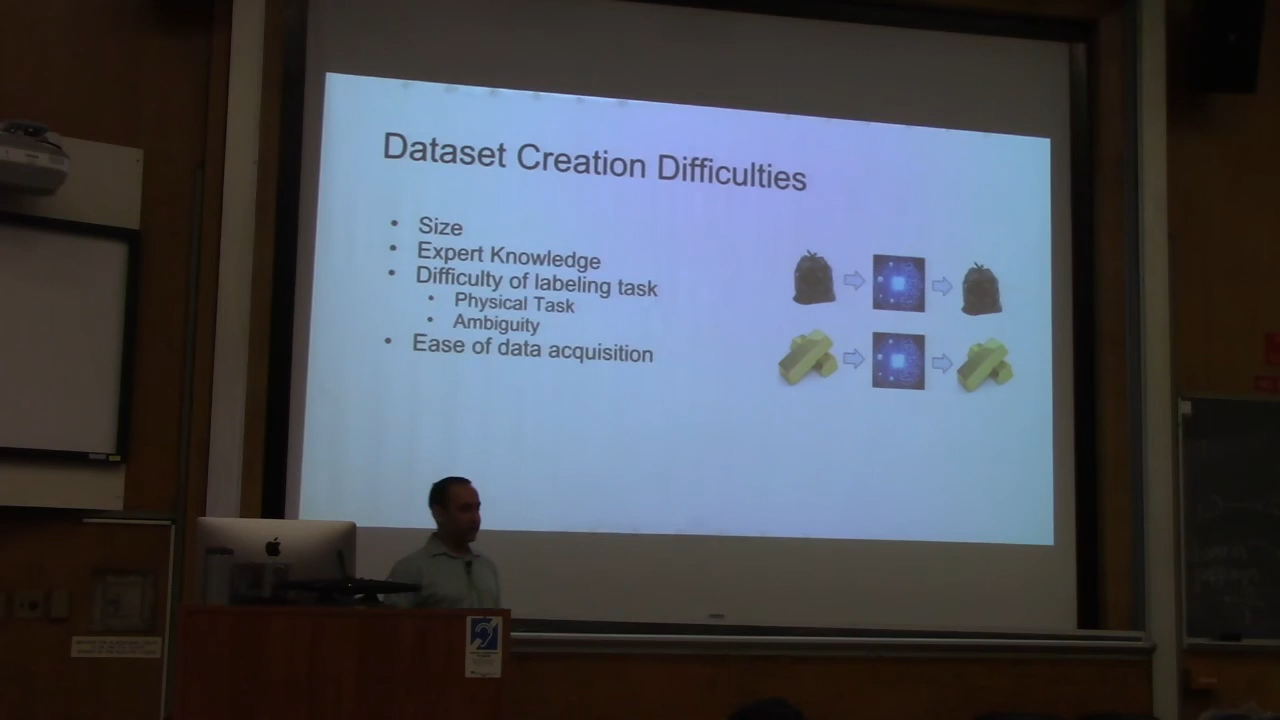 Dataset Creation Difficulties
• Size
• Expert Knowledge
• Difficulty of labeling task
• Physical Task
• Ambiguity
• Ease of data acquisition